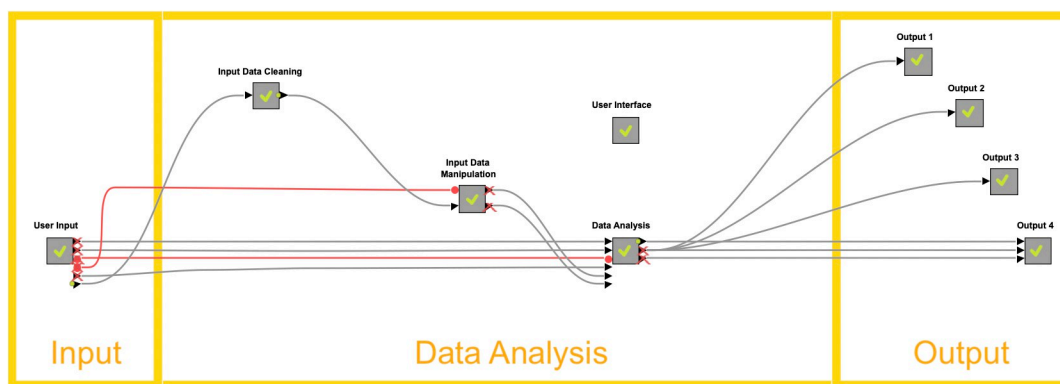 Output 1
Input Data Cleaning
Output 2
User Interface
Output 3
Input Data
Manipulation
User Input
Data Analysis
Output 4
Input
Data Analysis
Output